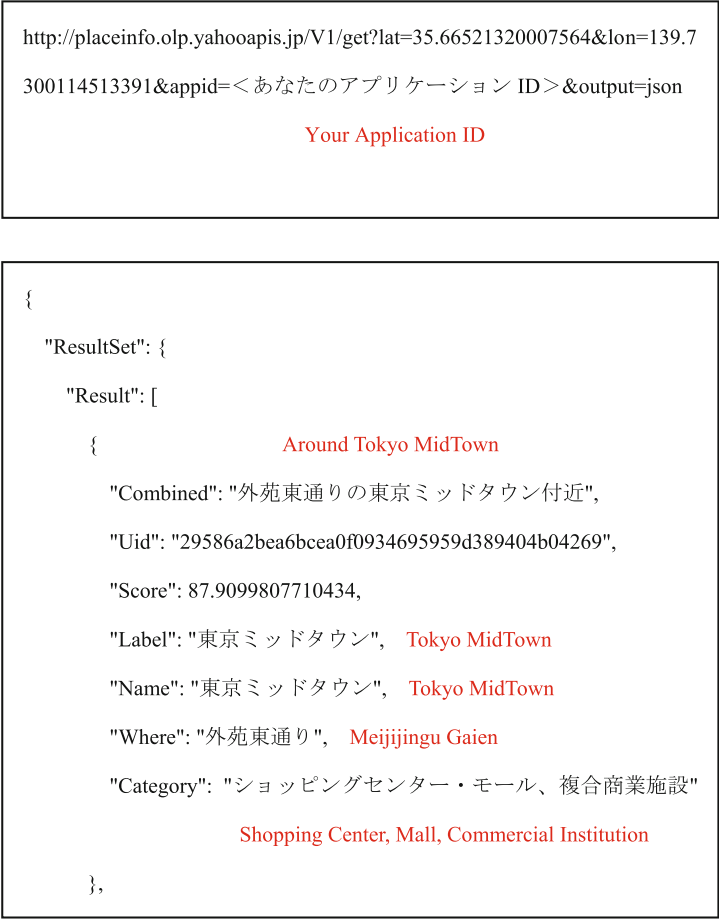 http://placeinfo.olp.yahooapis.jp/V1/get?lat=35.66521320007564&lon=139.7
300114513391&appid=＜あなたのアプリケーション ID＞&output=json
Your Application ID
{
"ResultSet": {
"Result": [
{ Around Tokyo MidTown
"Combined": "外苑東通りの東京ミッドタウン付近",
"Uid": "29586a2bea6bcea0f0934695959d389404b04269",
"Score": 87.9099807710434,
"Label": "東京ミッドタウン", Tokyo MidTown
"Name": "東京ミッドタウン", Tokyo MidTown
"Where": "外苑東通り", Meijijingu Gaien
"Category": "ショッピングセンター・モール、複合商業施設"
Shopping Center, Mall, Commercial Institution
},